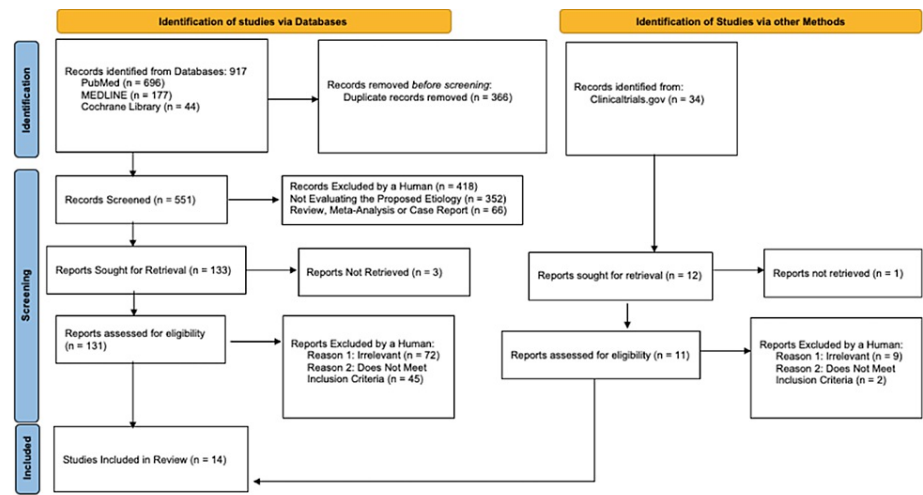 Identification of studies via Databases
Identification of Studies via other Methods
Identification
Records identified from Databases: 917
PubMed (n = 696)
MEDLINE (n = 177)
Cochrane Library (n = 44)
Records removed before screening:
Duplicate records removed (n = 366)
Records identified from:
Clinicaltrials.gov (n = 34)
Screening
Records Screened (n = 551)
Records Excluded by a Human (n = 418)
Not Evaluating the Proposed Etiology (n = 352)
Review, Meta-Analysis or Case Report (n = 66)
Reports Sought for Retrieval (n = 133)
Reports Not Retrieved (n = 3)
Reports sought for retrieval (n = 12)
Reports not retrieved (n = 1)
Reports assessed for eligibility
(n = 131)
Reports Excluded by a Human:
Reason 1: Irrelevant (n = 72)
Reason 2: Does Not Meet
Inclusion Criteria (n = 45)
Reports assessed for eligibility (n = 11)
Reports Excluded by a Human:
Reason 1: Irrelevant (n = 9)
Reason 2: Does Not Meet
Inclusion Criteria (n = 2)
Included
Studies Included in Review (n = 14)